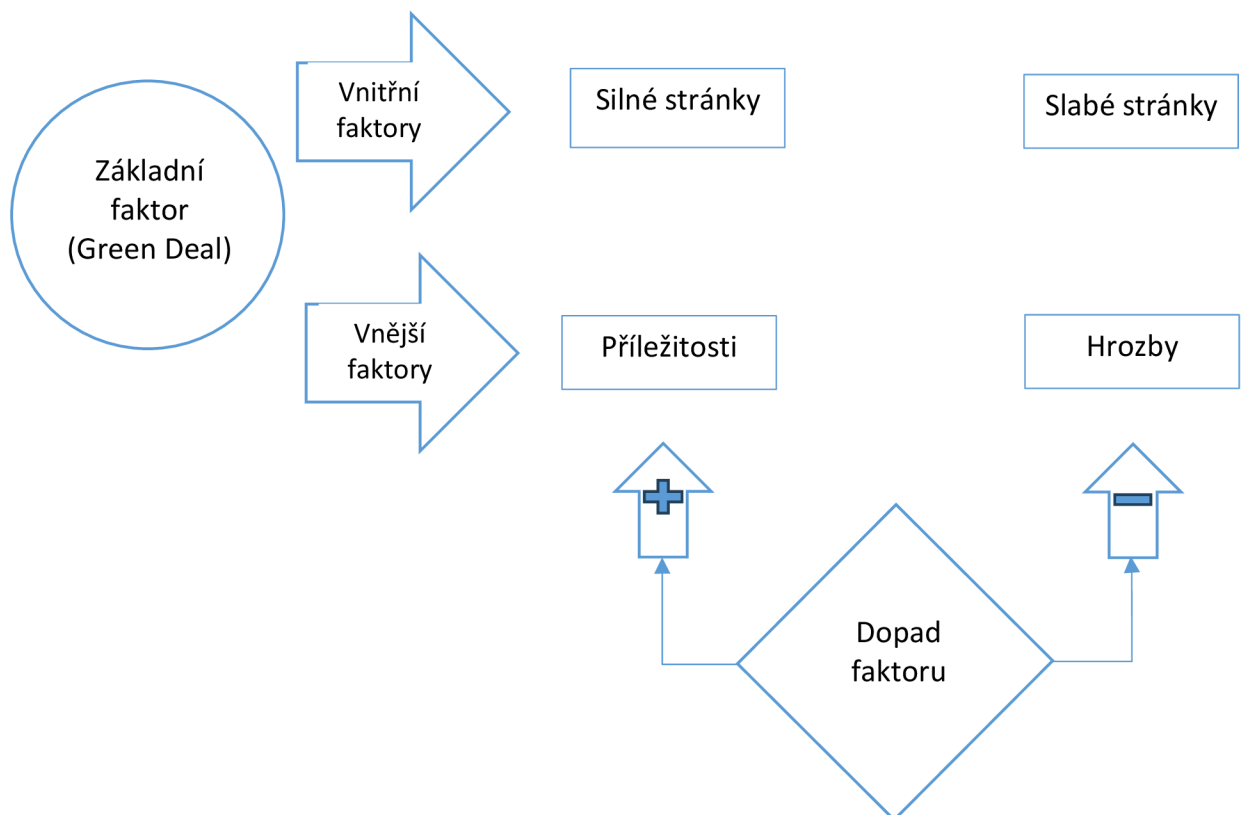 Základní
faktor
(Green Deal)
Vnitřní
faktory
Silné stránky
Slabé stránky
Vnější
faktory
Příležitosti
Hrozby
Dopad
faktoru